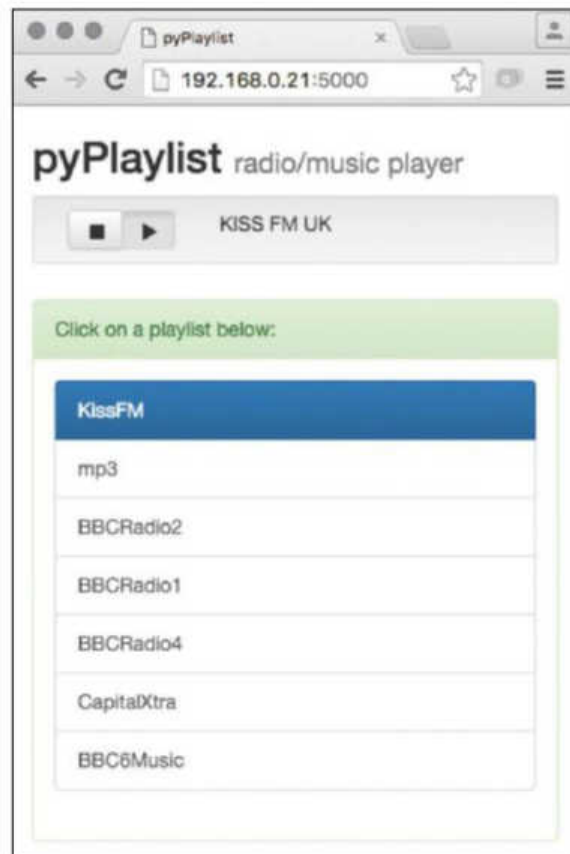 pyPlaylist
192.168.0.21:5000
pyPlaylist radio/music player
KISS FM UK
Click on a playlist below:
KissFM
mp3
BBCRadio2
BBCRadio1
BBCRadio4
CapitalXtra
BBC6Music